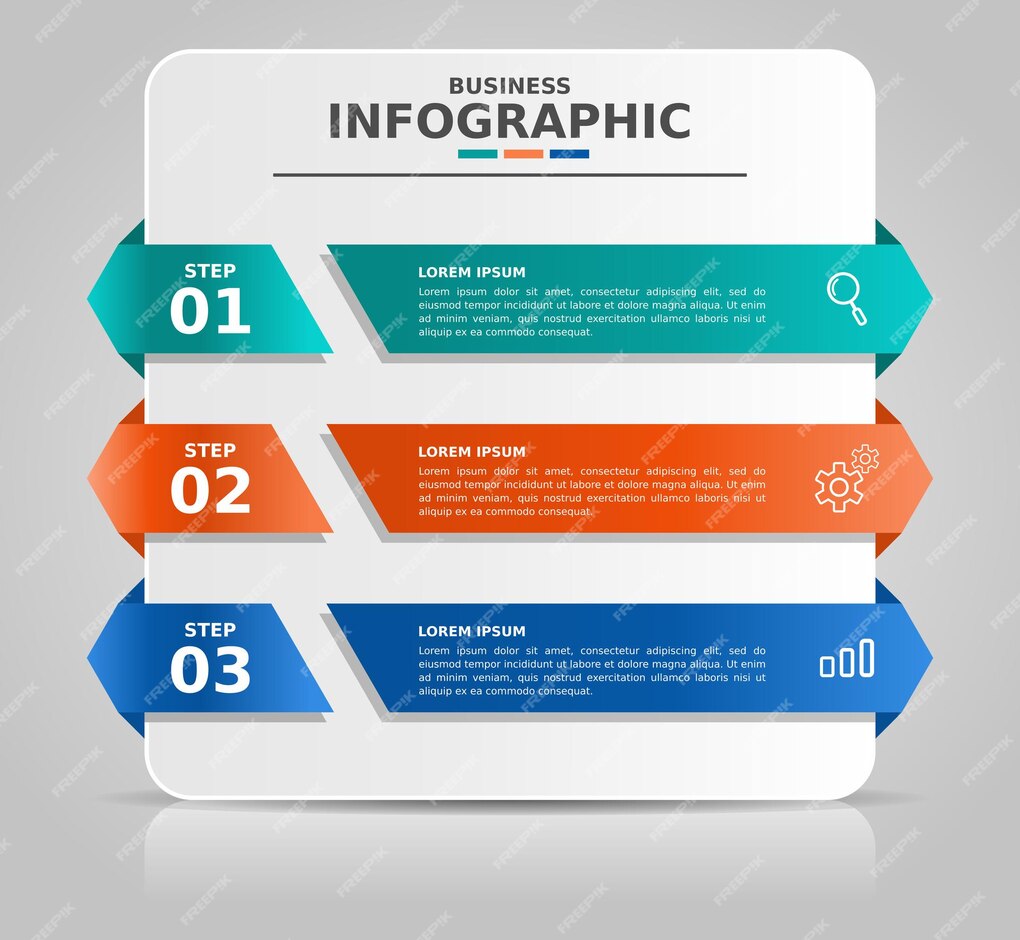 BUSINESS
INFOGRAPHIC
STEP
01
LOREM IPSUM
Lorem ipsum dolor sit amet, consectetur adipiscing elit, sed do
eiusmod tempor incididunt ut labore et dolore magna aliqua. Ut enim
ad minim veniam, quis nostrud exercitation ullamco laboris nisi ut
aliquip ex ea commodo consequat.
STEP
02
LOREM IPSUM
Lorem ipsum dolor sit amet, consectetur adipiscing elit, sed do
eiusmod tempor incididunt ut labore et dolore magna aliqua. Ut enim
ad minim veniam, quis nostrud exercitation ullamco laboris nisi ut
aliquip ex ea commodo consequat.
STEP
03
LOREM IPSUM
Lorem ipsum dolor sit amet, consectetur adipiscing elit, sed do
eiusmod tempor incididunt ut labore et dolore magna aliqua. Ut enim
ad minim veniam, quis nostrud exercitation ullamco laboris nisi ut
aliquip ex ea commodo consequat.
FREEPIK